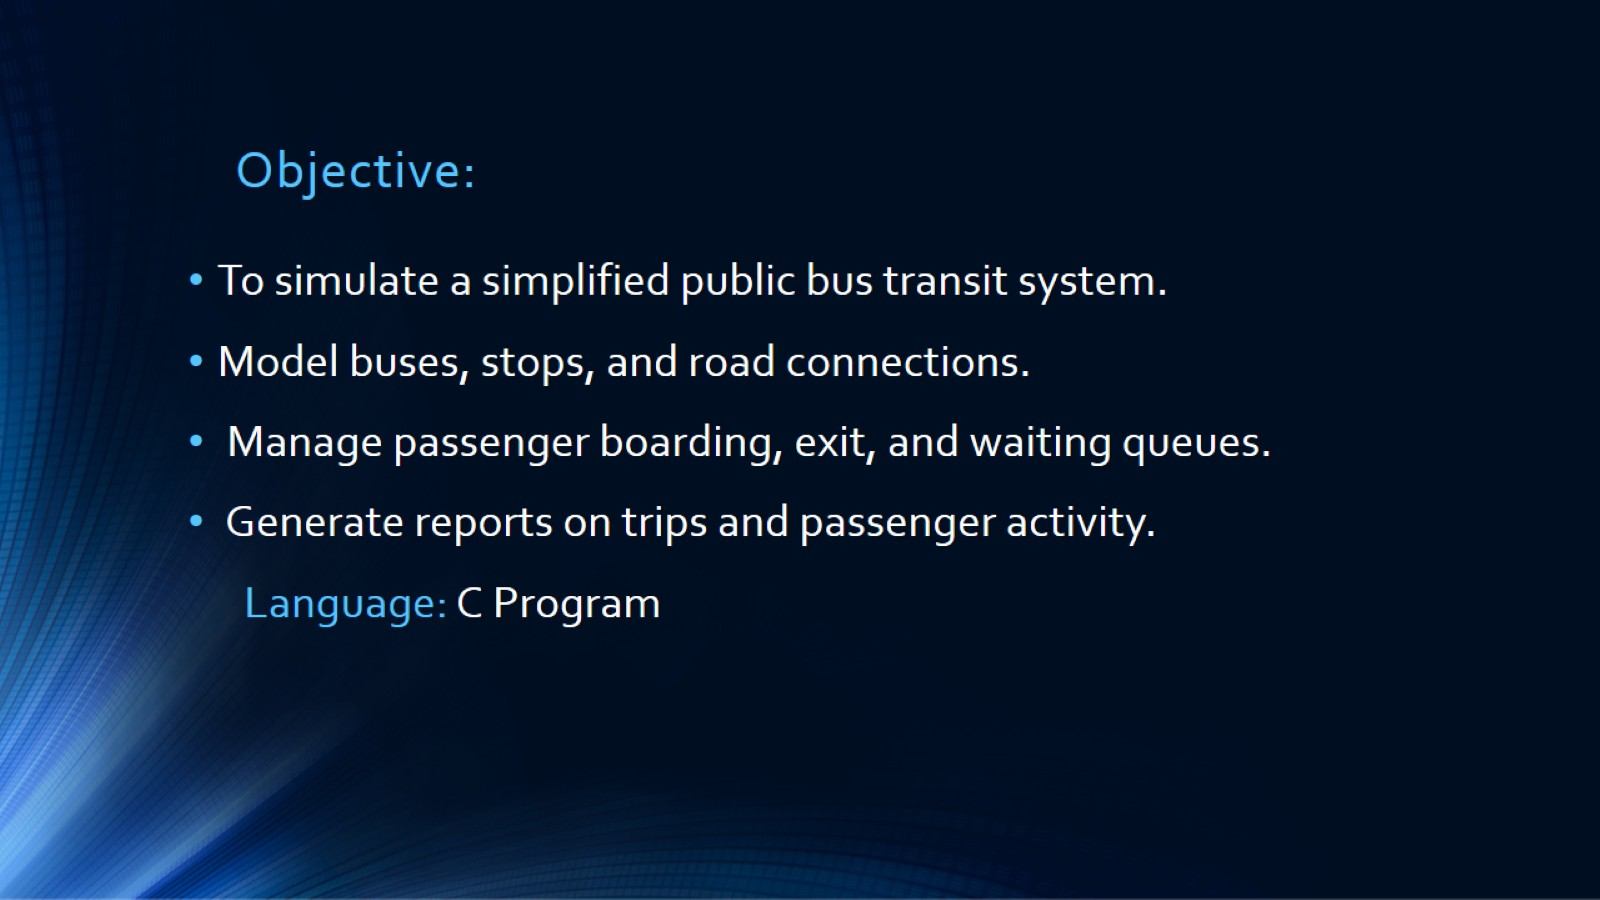 Objective:
• To simulate a simplified public bus transit system.
• Model buses, stops, and road connections.
• Manage passenger boarding, exit, and waiting queues.
• Generate reports on trips and passenger activity.
Language: C Program